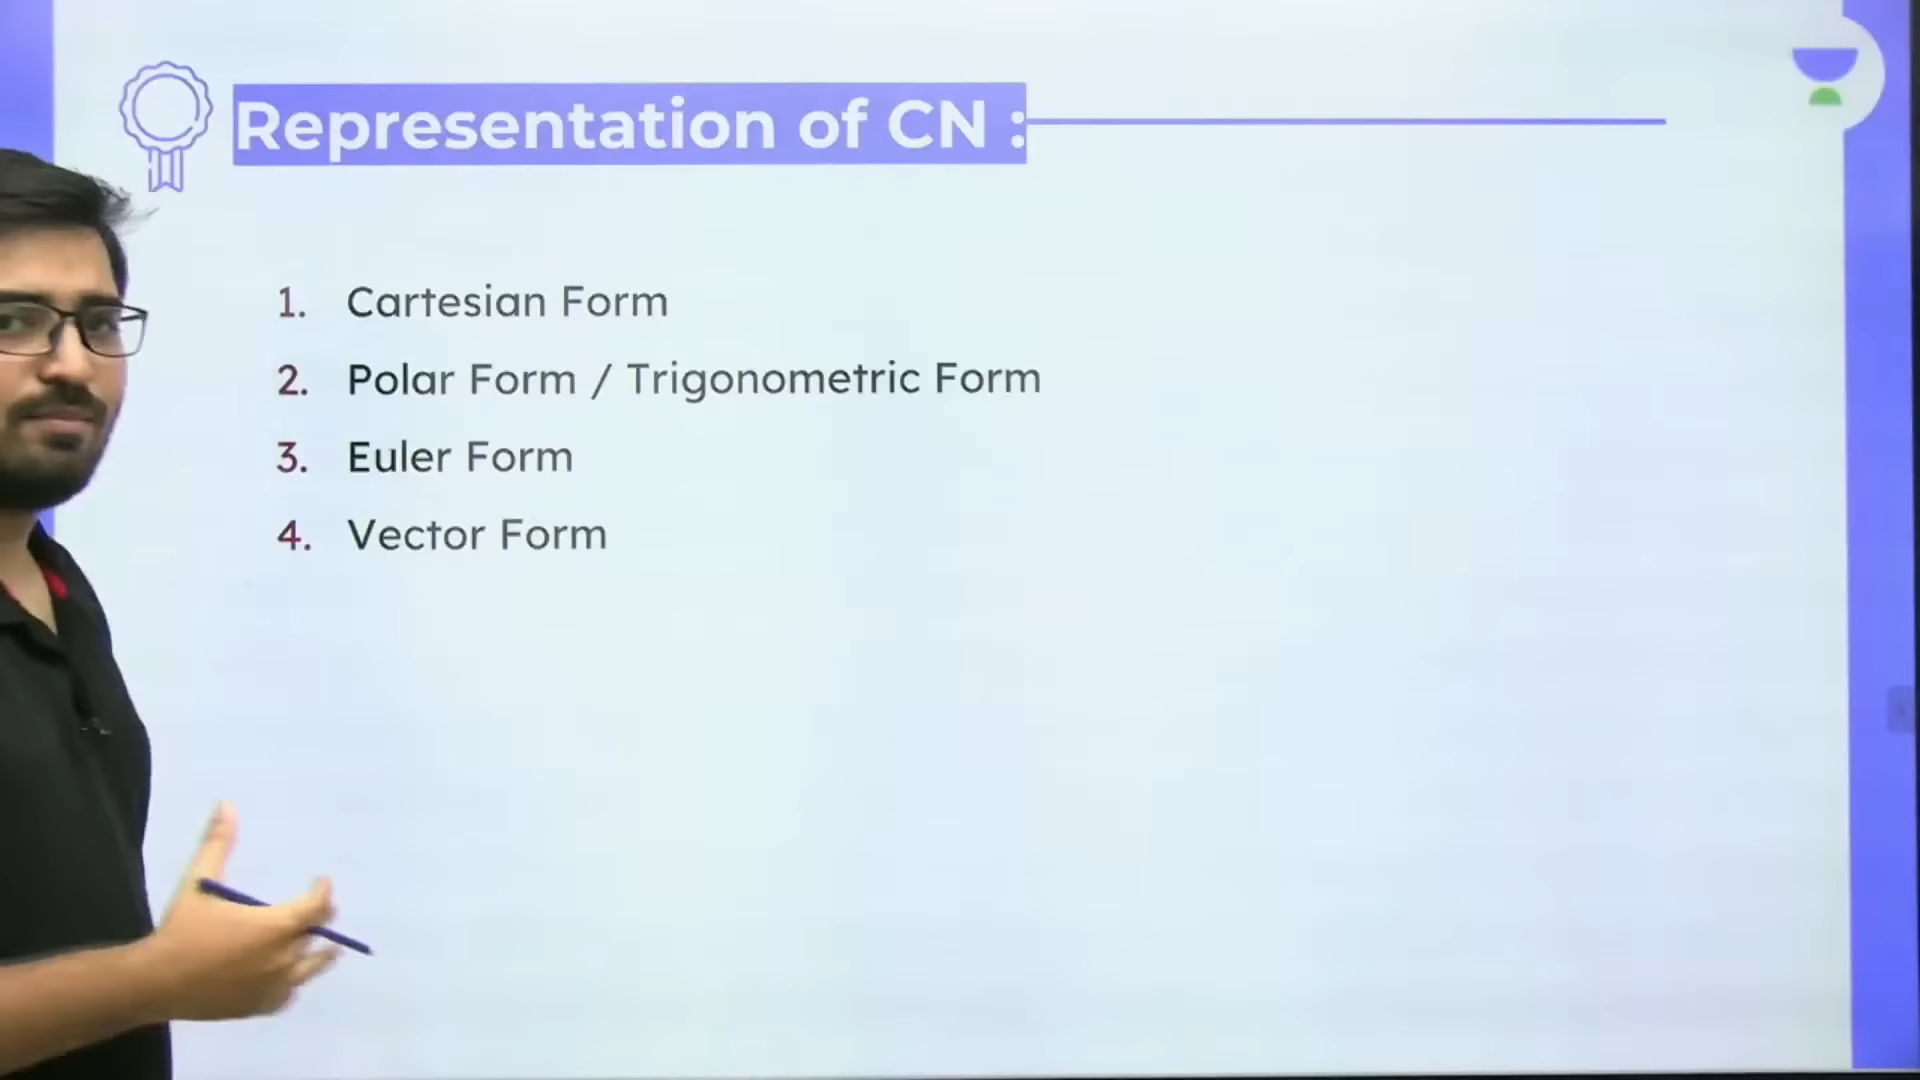 Representation of CN :
1. Cartesian Form
2. Polar Form / Trigonometric Form
3. Euler Form
4. Vector Form